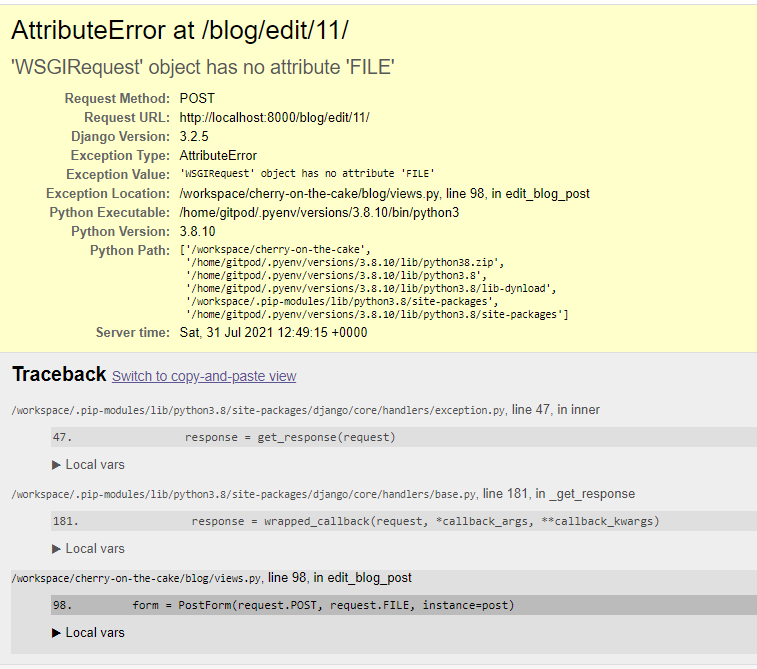 AttributeError at /blog/edit/11/
'WSGIRequest' object has no attribute 'FILE'
Request Method: POST
Request URL: http://localhost:8000/blog/edit/11/
Django Version: 3.2.5
Exception Type: AttributeError
Exception Value: 'WSGIRequest' object has no attribute 'FILE'
Exception Location: /workspace/cherry-on-the-cake/blog/views.py, line 98, in edit_blog_post
Python Executable: /home/gitpod/.pyenv/versions/3.8.10/bin/python3
Python Version: 3.8.10
Python Path: ['/workspace/cherry-on-the-cake',
'/home/gitpod/.pyenv/versions/3.8.10/lib/python38.zip',
'/home/gitpod/.pyenv/versions/3.8.10/lib/python3.8',
'/home/gitpod/.pyenv/versions/3.8.10/lib/python3.8/lib-dynload',
'/workspace/.pip-modules/lib/python3.8/site-packages',
'/home/gitpod/.pyenv/versions/3.8.10/lib/python3.8/site-packages']
Server time: Sat, 31 Jul 2021 12:49:15 +0000
Traceback Switch to copy-and-paste view
/workspace/.pip-modules/lib/python3.8/site-packages/django/core/handlers/exception.py, line 47, in inner
47. response = get_response(request)
▶ Local vars
/workspace/.pip-modules/lib/python3.8/site-packages/django/core/handlers/base.py, line 181, in _get_response
181. response = wrapped_callback(request, *callback_args, **callback_kwargs)
▶ Local vars
/workspace/cherry-on-the-cake/blog/views.py, line 98, in edit_blog_post
98. form = PostForm(request.POST, request.FILE, instance=post)
▶ Local vars